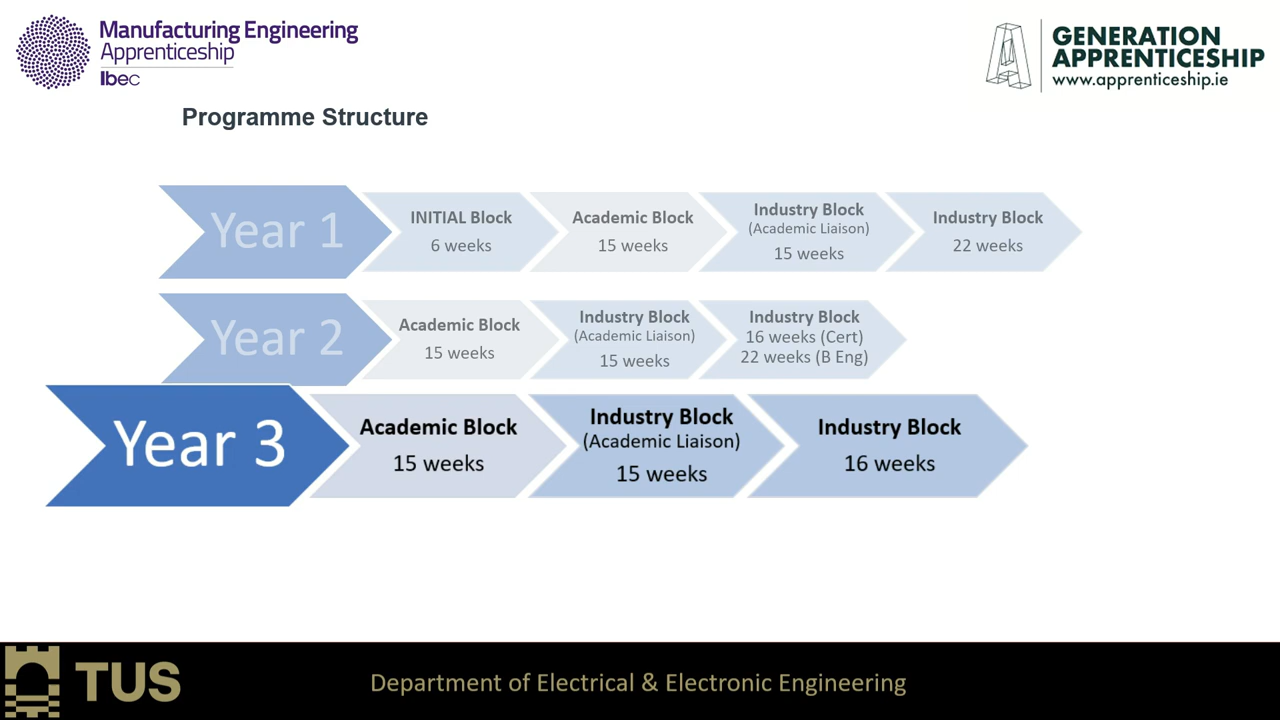 Manufacturing Engineering
Apprenticeship
Ibec
GENERATION
APPRENTICESHIP
www.apprenticeship.ie
Programme Structure
Year 1
INITIAL Block
6 weeks
Academic Block
15 weeks
Industry Block
(Academic Liaison)
15 weeks
Industry Block
22 weeks
Year 2
Academic Block
15 weeks
Industry Block
(Academic Liaison)
15 weeks
Industry Block
16 weeks (Cert)
22 weeks (B Eng)
Year 3
Academic Block
15 weeks
Industry Block
(Academic Liaison)
15 weeks
Industry Block
16 weeks
TUS
Department of Electrical & Electronic Engineering